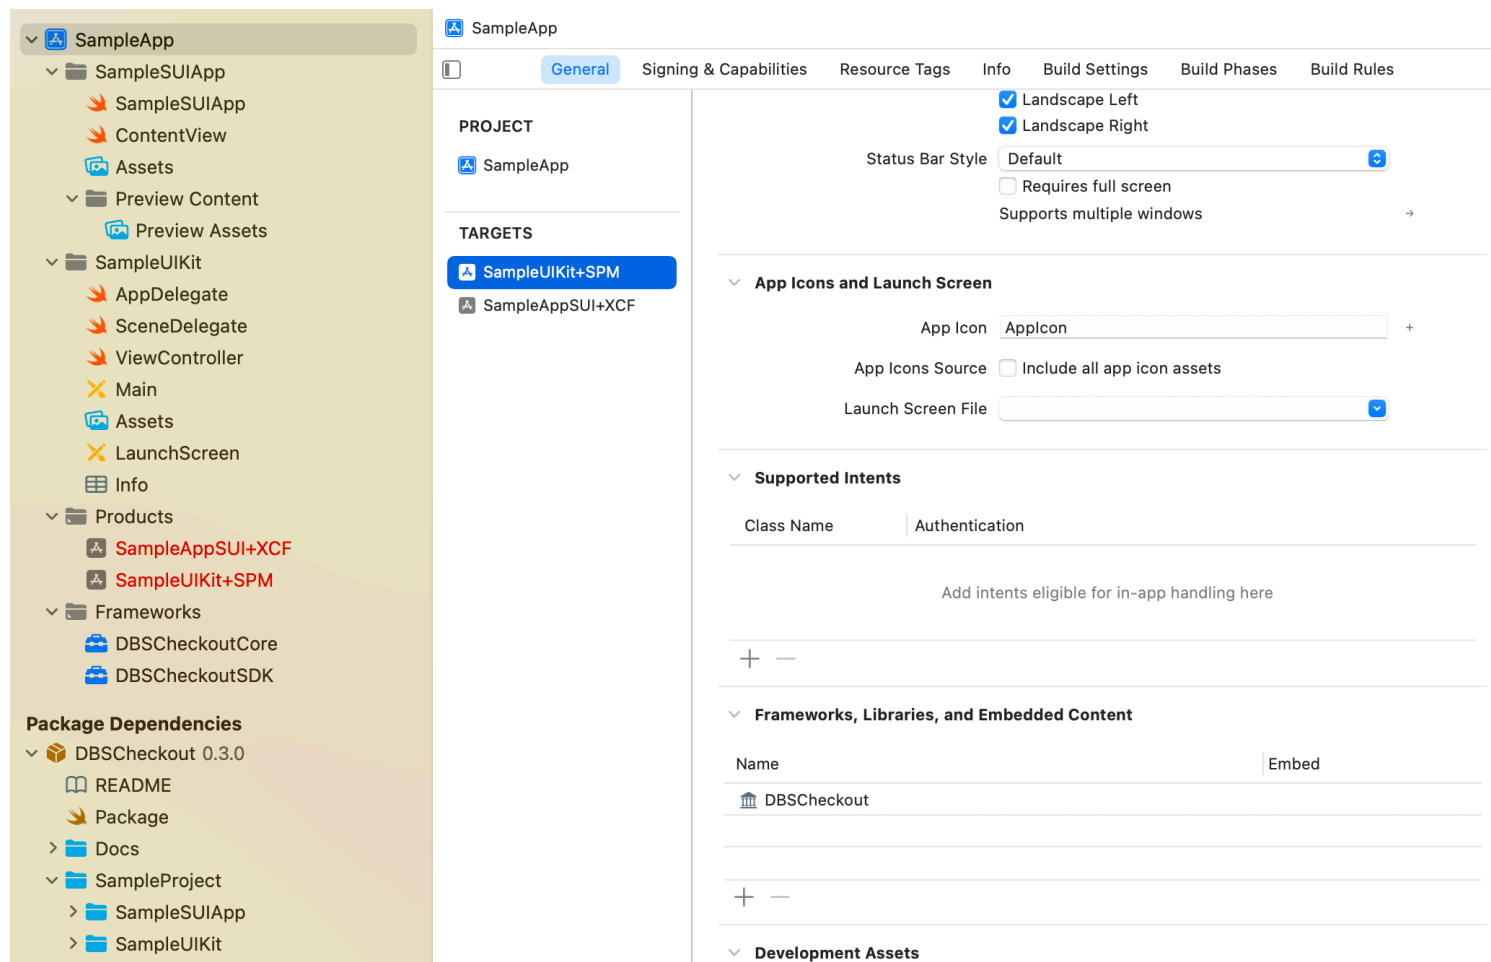 SampleApp
SampleSUIApp
SampleSUIApp
ContentView
Assets
Preview Content
Preview Assets
SampleUIKit
AppDelegate
SceneDelegate
ViewController
Main
Assets
LaunchScreen
Info
Products
SampleAppSUI+XCF
SampleUIKit+SPM
Frameworks
DBSCheckoutCore
DBSCheckoutSDK
Package Dependencies
DBSCheckout 0.3.0
README
Package
Docs
SampleProject
SampleSUIApp
SampleUIKit
SampleApp
General Signing & Capabilities Resource Tags Info Build Settings Build Phases Build Rules
PROJECT
SampleApp
TARGETS
SampleUIKit+SPM
SampleAppSUI+XCF
Landscape Left
Landscape Right
Status Bar Style Default
Requires full screen
Supports multiple windows
App Icons and Launch Screen
App Icon AppIcon
App Icons Source Include all app icon assets
Launch Screen File
Supported Intents
Class Name Authentication
Add intents eligible for in-app handling here
Frameworks, Libraries, and Embedded Content
Name Embed
DBSCheckout
Development Assets